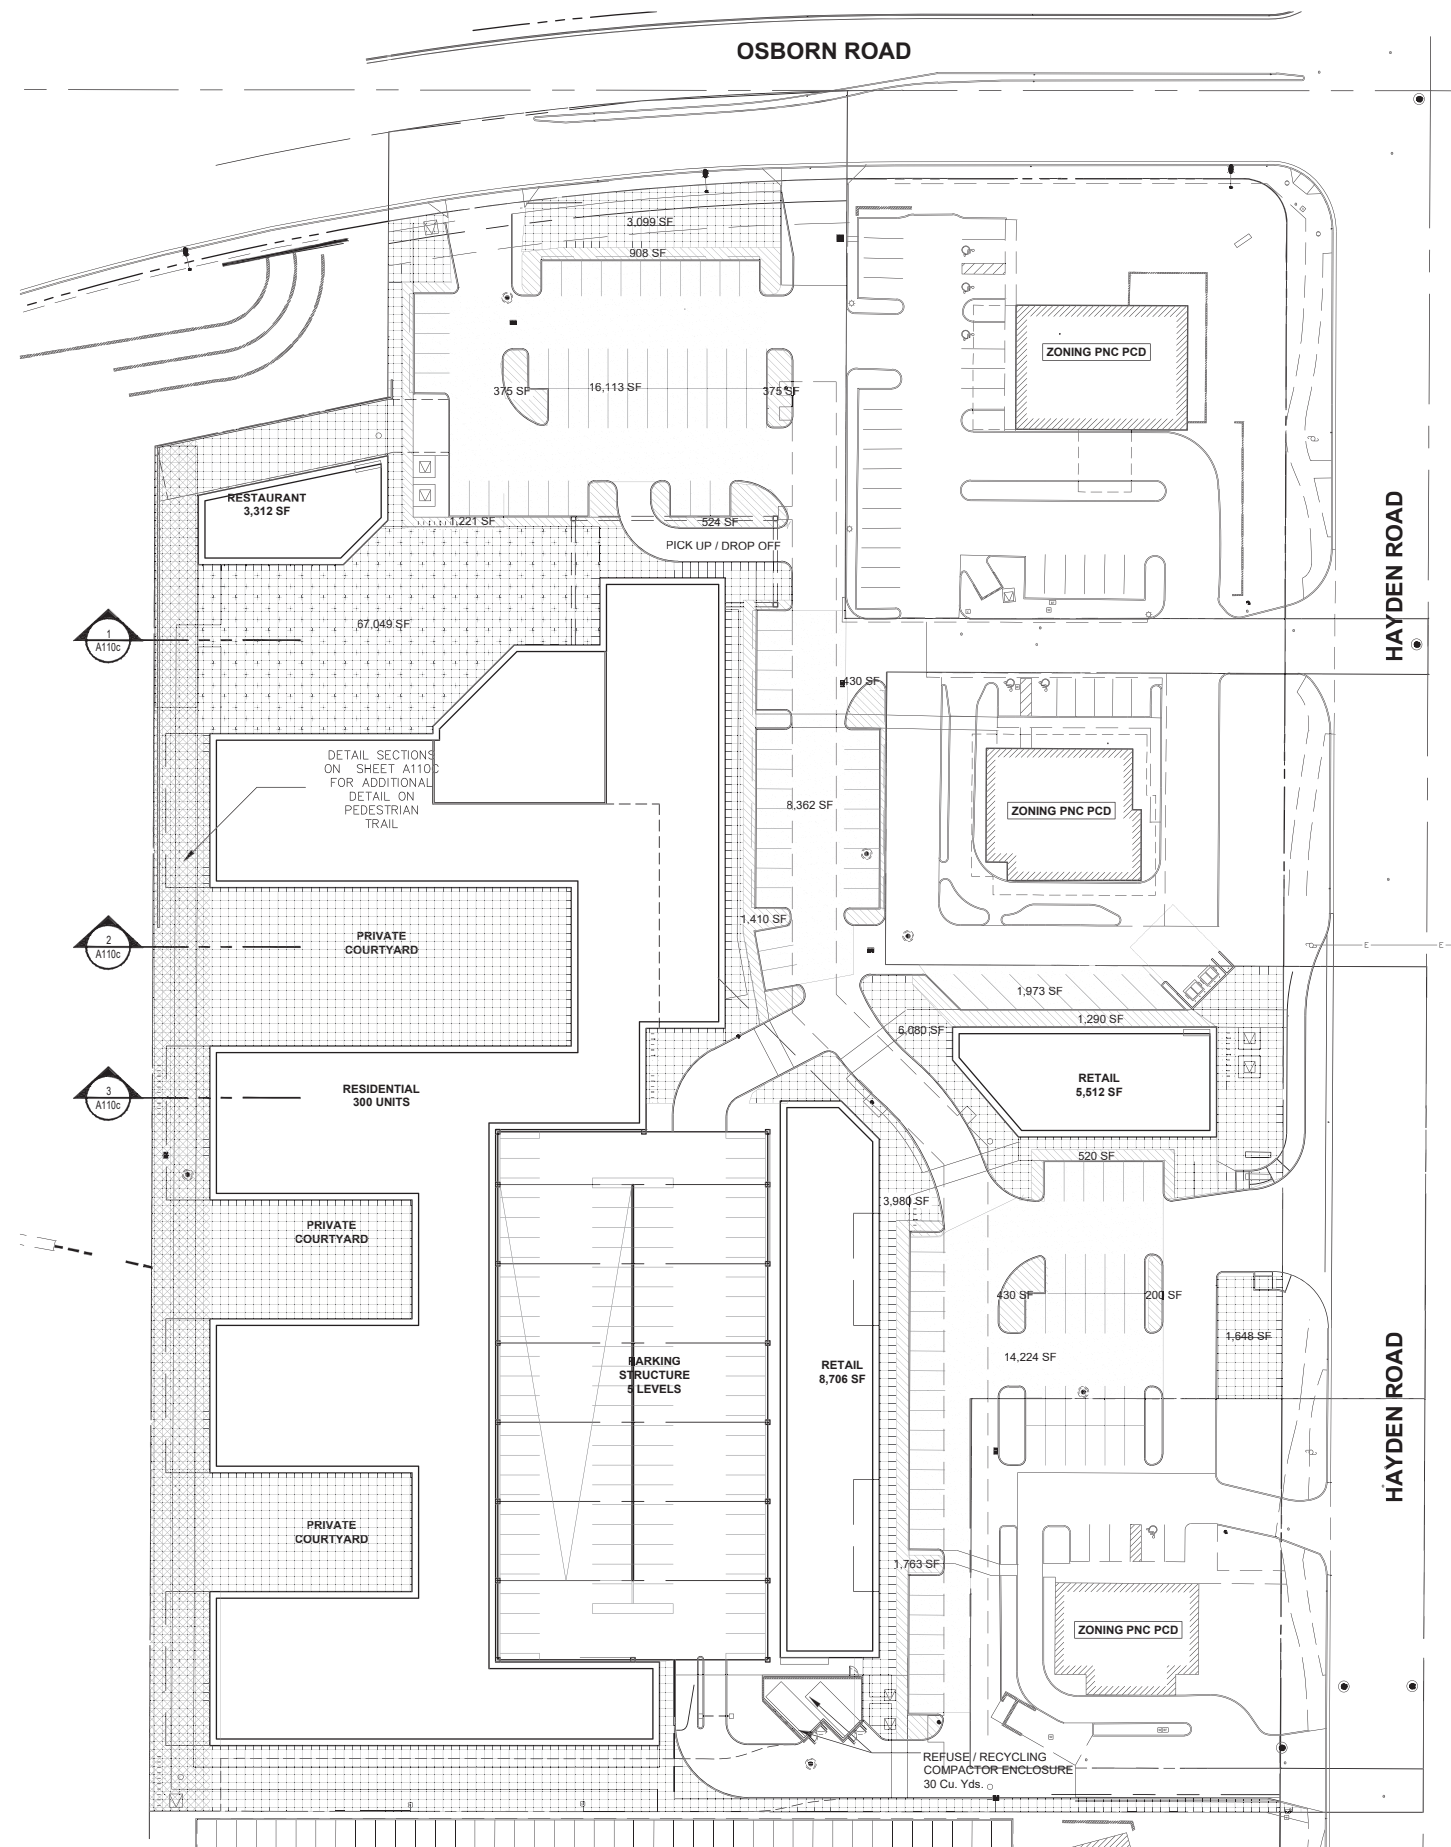 OSBORN ROAD
3,099 SF
908 SF
ZONING PNC PCD
375 SF
16,113 SF
375 SF
RESTAURANT
3,312 SF
1,221 SF
524 SF
PICK UP / DROP OFF
HAYDEN ROAD
67,049 SF
1
A110c
430 SF
DETAIL SECTIONS
ON SHEET A110C
FOR ADDITIONAL
DETAIL ON
PEDESTRIAN
TRAIL
8,362 SF
ZONING PNC PCD
1,410 SF
PRIVATE
COURTYARD
2
A110c
E
E
1,973 SF
1,290 SF
6,080 SF
RETAIL
5,512 SF
RESIDENTIAL
300 UNITS
3
A110c
520 SF
3,980 SF
PRIVATE
COURTYARD
430 SF
200 SF
1,648 SF
14,224 SF
PARKING
STRUCTURE
5 LEVELS
RETAIL
8,706 SF
HAYDEN ROAD
PRIVATE
COURTYARD
1,763 SF
ZONING PNC PCD
REFUSE / RECYCLING
COMPACTOR ENCLOSURE
30 Cu. Yds.